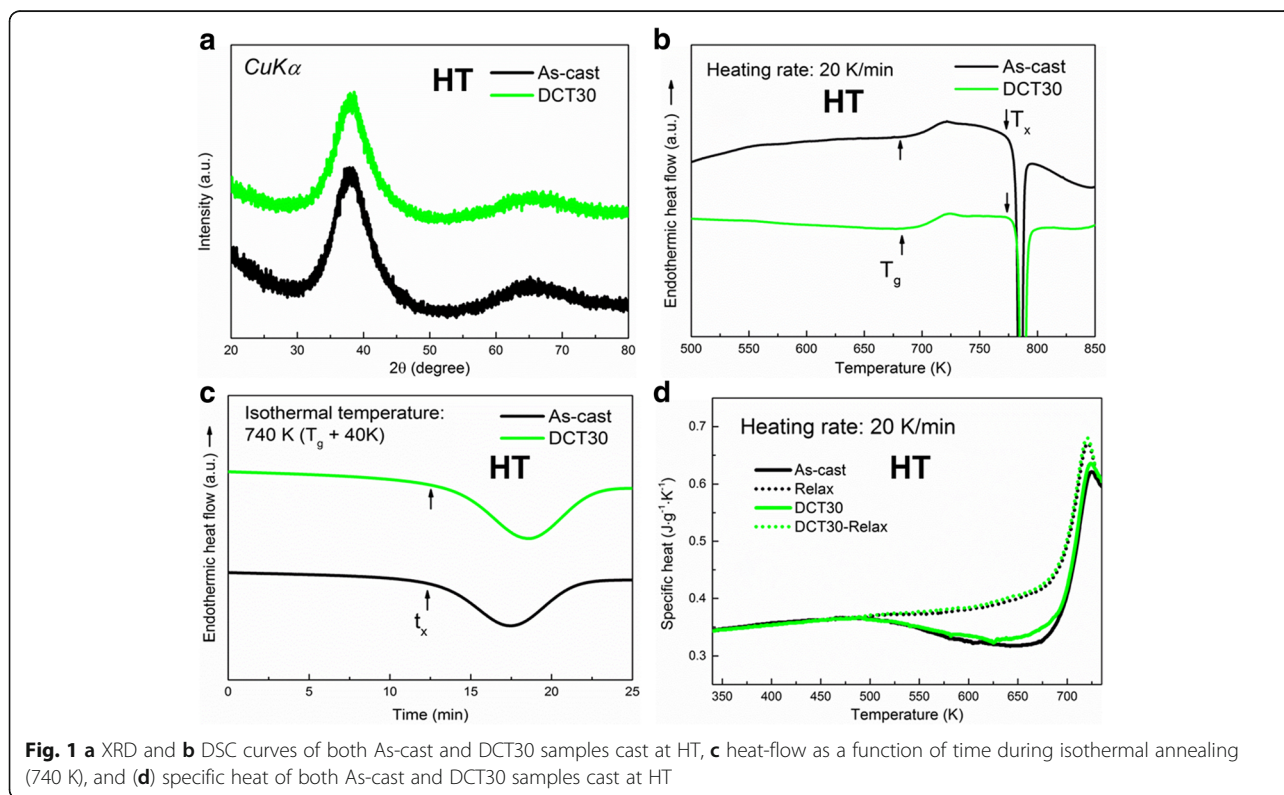 a
CuKα
HT
As-cast
DCT30
Intensity (a.u.)
20 30 40 50 60 70 80
2θ (degree)
b
Heating rate: 20 K/min
HT
As-cast
DCT30
Tx
Tg
Endothermic heat flow (a.u.) →
500 550 600 650 700 750 800 850
Temperature (K)
c
Isothermal temperature:
740 K (Tg + 40K)
HT
As-cast
DCT30
tx
Endothermic heat flow (a.u.) →
0 5 10 15 20 25
Time (min)
d
Heating rate: 20 K/min
HT
As-cast
Relax
DCT30
DCT30-Relax
Specific heat (J·g⁻¹·K⁻¹)
0.7
0.6
0.5
0.4
0.3
350 400 450 500 550 600 650 700
Temperature (K)
Fig. 1 a XRD and b DSC curves of both As-cast and DCT30 samples cast at HT, c heat-flow as a function of time during isothermal annealing
(740 K), and (d) specific heat of both As-cast and DCT30 samples cast at HT